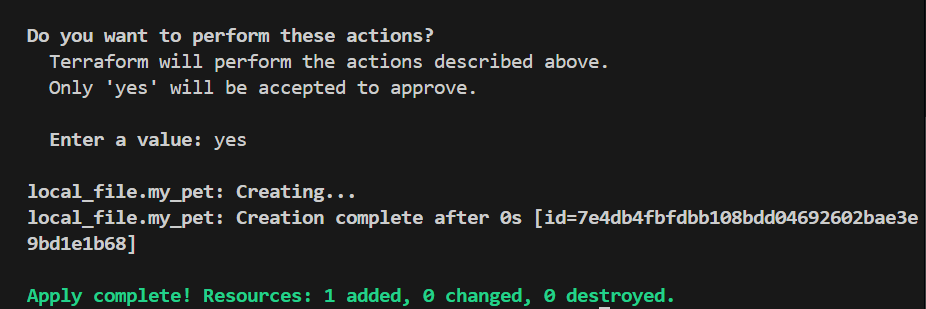 Do you want to perform these actions?
Terraform will perform the actions described above.
Only 'yes' will be accepted to approve.
Enter a value: yes
local_file.my_pet: Creating...
local_file.my_pet: Creation complete after 0s [id=7e4db4fbfdbb108bdd04692602bae3e
9bd1e1b68]
Apply complete! Resources: 1 added, 0 changed, 0 destroyed.